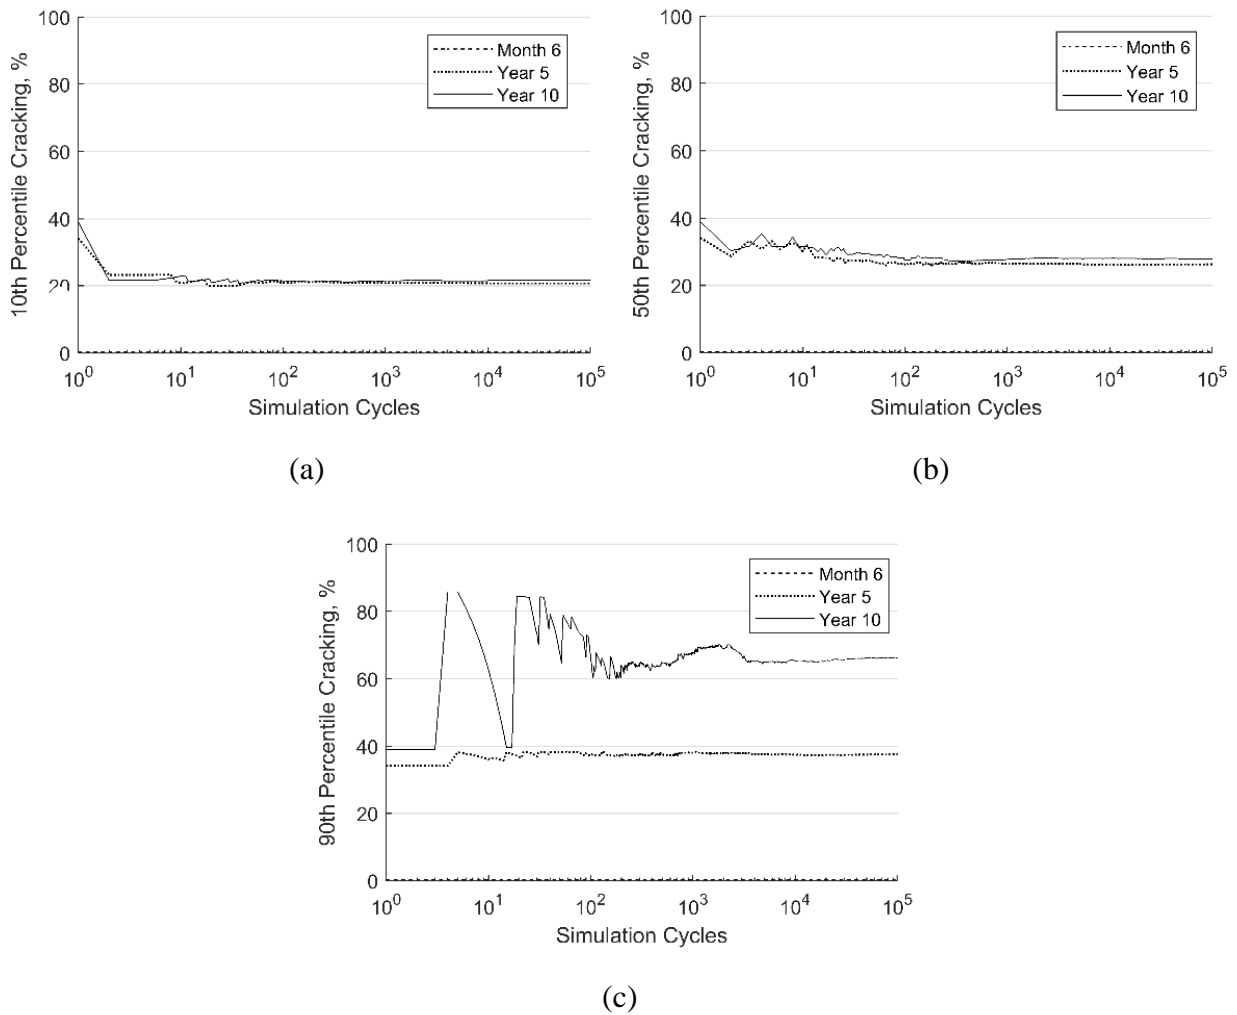 100
80
60
40
20
0
10th Percentile Cracking, %
Month 6
Year 5
Year 10
10^0 10^1 10^2 10^3 10^4 10^5
Simulation Cycles
(a)
100
80
60
40
20
0
50th Percentile Cracking, %
Month 6
Year 5
Year 10
10^0 10^1 10^2 10^3 10^4 10^5
Simulation Cycles
(b)
100
80
60
40
20
0
90th Percentile Cracking, %
Month 6
Year 5
Year 10
10^0 10^1 10^2 10^3 10^4 10^5
Simulation Cycles
(c)